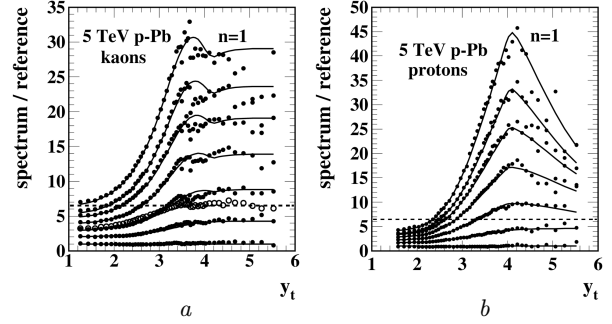 spectrum / reference
35
30
25
20
15
10
5
0
5 TeV p-Pb
kaons
n=1
1 2 3 4 5 6
y_t
a
spectrum / reference
50
45
40
35
30
25
20
15
10
5
0
5 TeV p-Pb
protons
n=1
1 2 3 4 5 6
y_t
b